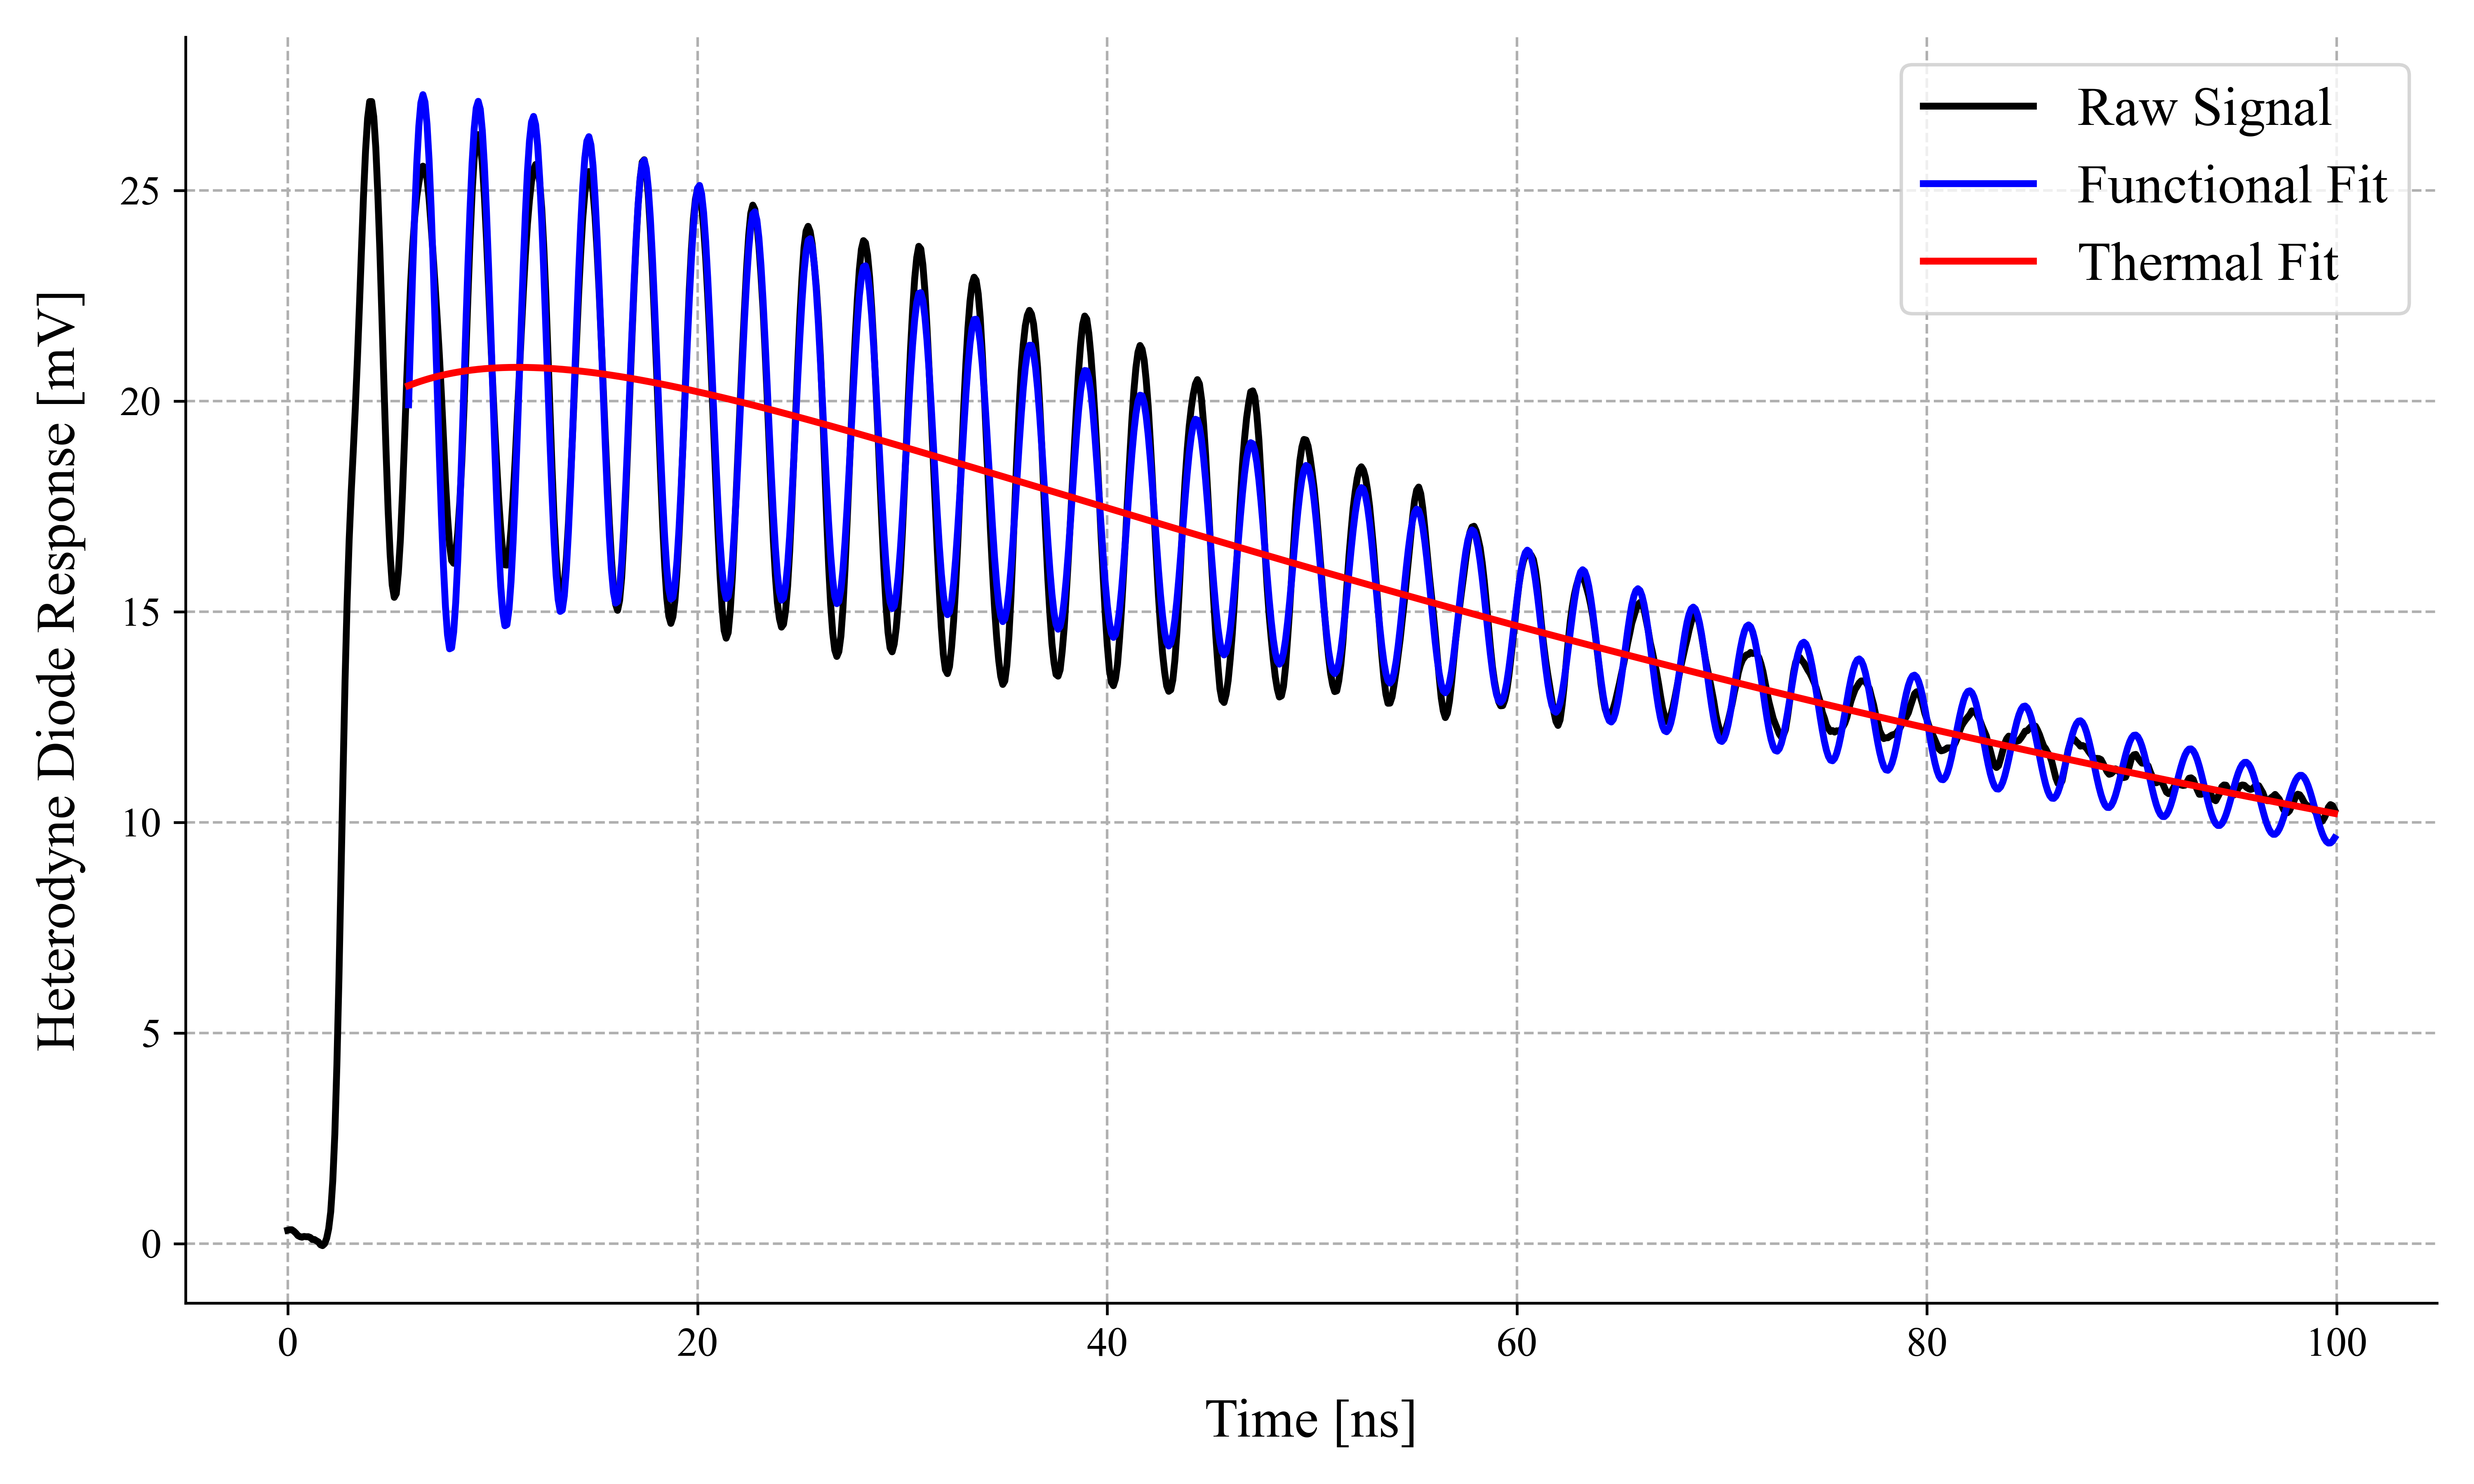 Heterodyne Diode Response [mV]
25
20
15
10
5
0
Raw Signal
Functional Fit
Thermal Fit
0 20 40 60 80 100
Time [ns]